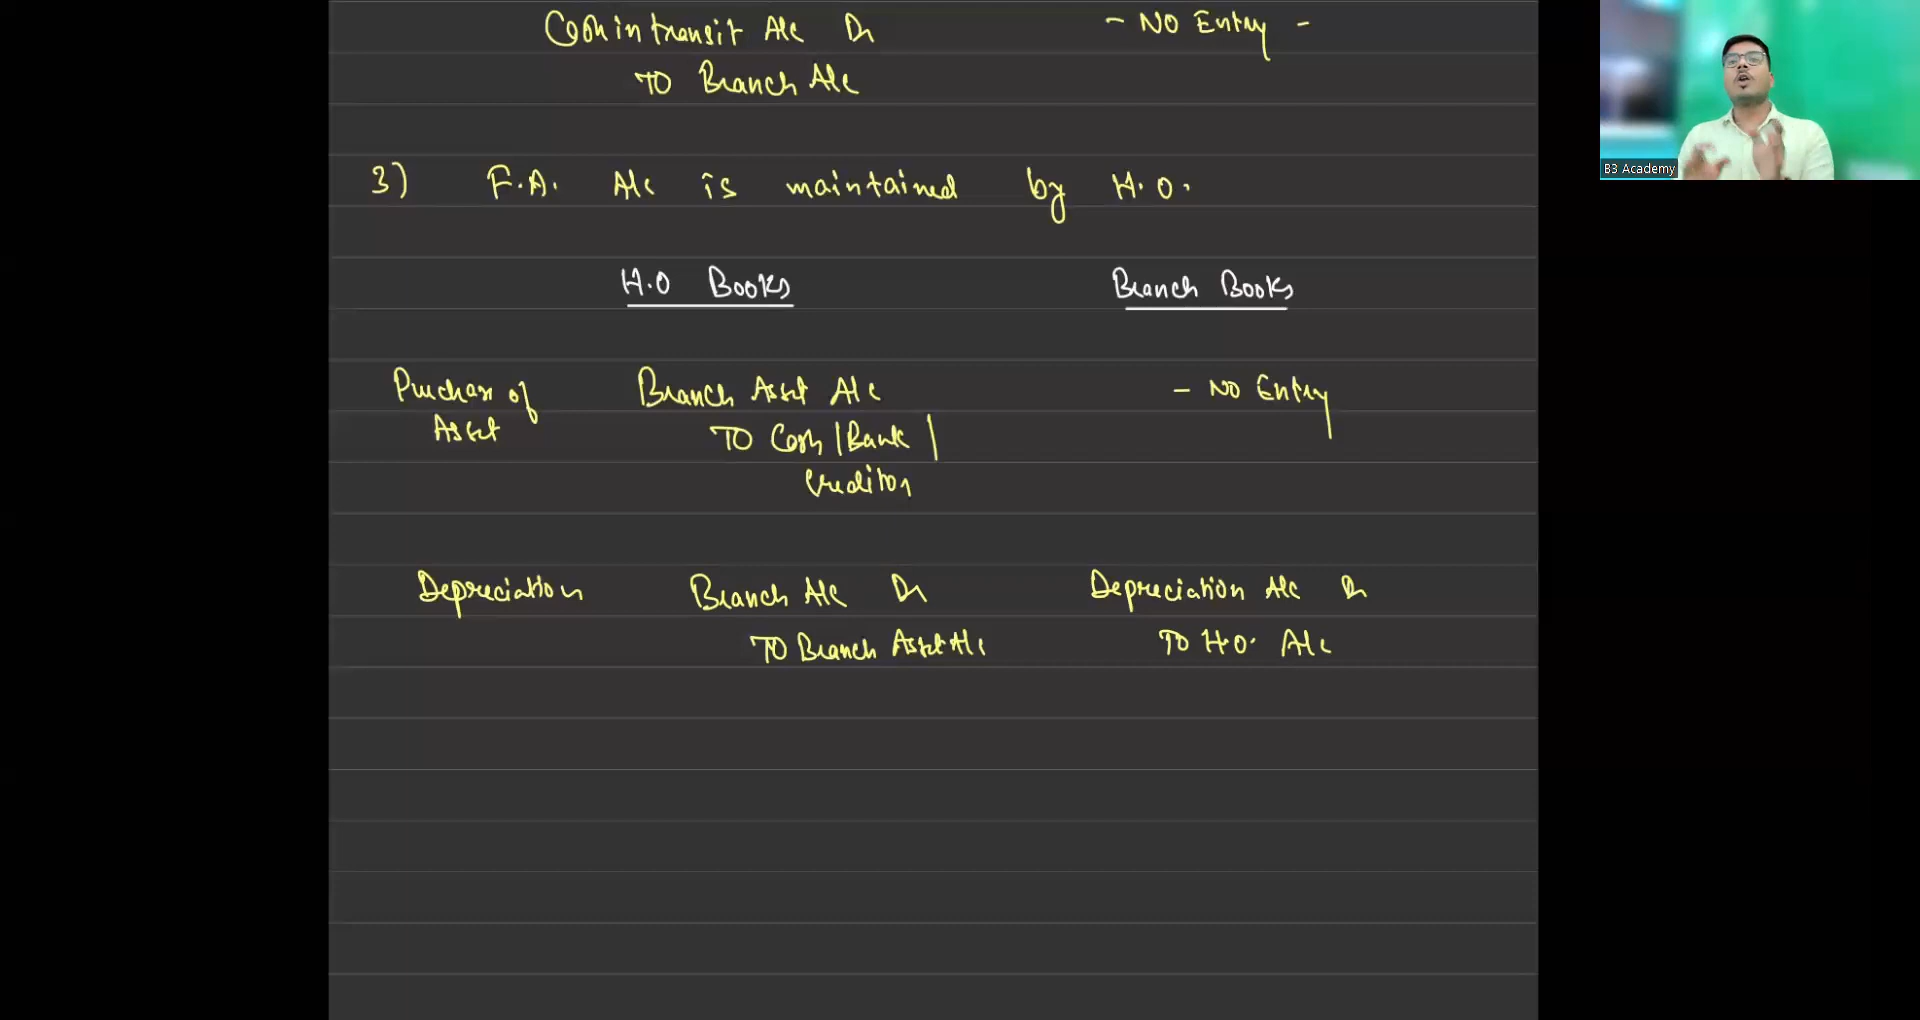 Cash in transit A/c Dr - NO Entry -
TO Branch A/c
3) F.A. A/c is maintained by H.O.
H.O Books Branch Books
Purchase of Branch Asset A/c - NO Entry
Asset TO Cash | Bank |
Creditor
Depreciation Branch A/c Dr Depreciation A/c Dr
TO Branch Asset A/c TO H.O. A/c
B3 Academy